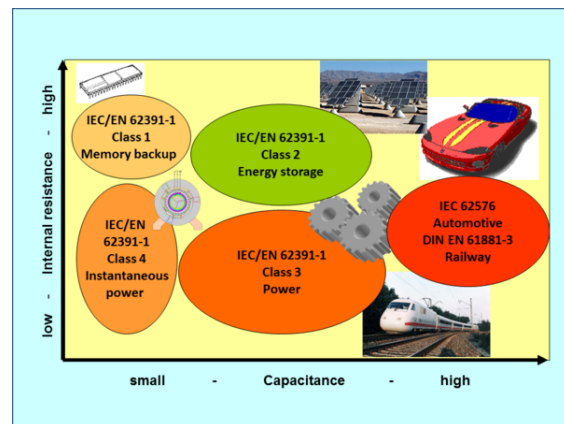 low - Internal resistance - high
IEC/EN 62391-1
Class 1
Memory backup
IEC/EN 62391-1
Class 2
Energy storage
IEC/EN
62391-1
Class 4
Instantaneous
power
IEC/EN 62391-1
Class 3
Power
IEC 62576
Automotive
DIN EN 61881-3
Railway
small - Capacitance - high